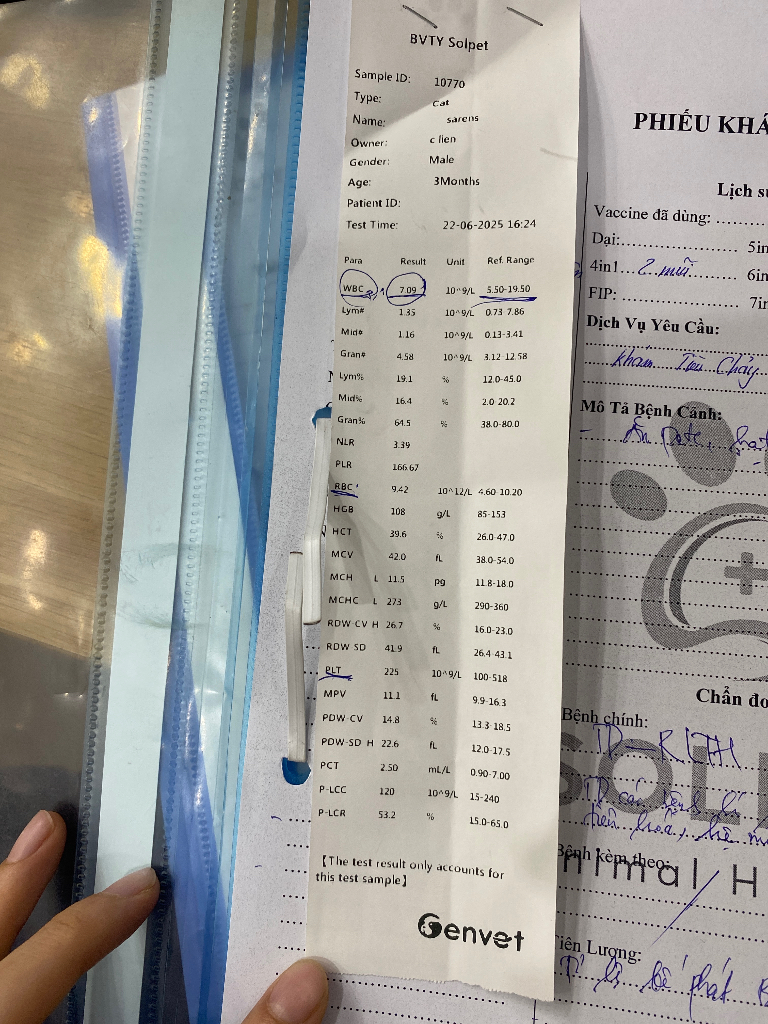 BVTY Solpet
Sample ID: 10770
Type: Cat
Name: sarens
Owner: c lien
Gender: Male
Age: 3Months
Patient ID:
Test Time: 22-06-2025 16:24
Para Result Unit Ref. Range
WBC 7.09 10^9/L 5.50-19.50
Lym# 1.35 10^9/L 0.73 7.86
Mid# 1.16 10^9/L 0.13-3.41
Gran# 4.58 10^9/L 3.12 12.58
Lym% 19.1 % 12.0-45.0
Mid% 16.4 % 2.0-20.2
Gran% 64.5 % 38.0-80.0
NLR 3.39
PLR 166.67
RBC 9.42 10^12/L 4.60-10.20
HGB 108 g/L 85-153
HCT 39.6 % 26.0-47.0
MCV 42.0 fL 38.0-54.0
MCH L 11.5 pg 11.8-18.0
MCHC L 273 g/L 290-360
RDW-CV H 26.7 % 16.0-23.0
RDW SD 41.9 fL 26.4-43.1
PLT 225 10^9/L 100-518
MPV 11.1 fL 9.9-16.3
PDW-CV 14.8 % 13.3-18.5
PDW-SD H 22.6 fL 12.0-17.5
PCT 2.50 mL/L 0.90-7.00
P-LCC 120 10^9/L 15-240
P-LCR 53.2 % 15.0-65.0
【The test result only accounts for
this test sample】
Genvet
PHIẾU KHÁ
Lịch s
Vaccine đã dùng:
Dại: 5in
4in1 2 mũi 6in
FIP: 7in
Dịch Vụ Yêu Cầu:
Khám Tiêu Chảy
Mô Tả Bệnh Cảnh:
- Ăn pate,
Chẩn đo
Bệnh chính:
TD - RLTH
SOL
Bệnh kèm theo:
nimal H
Tiên Lượng: